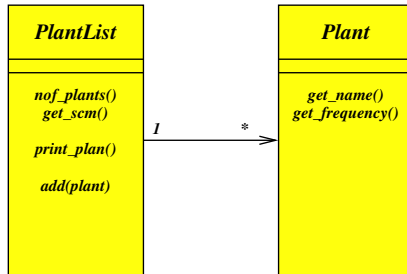 PlantList
nof_plants()
get_scm()
print_plan()
add(plant)
1
*
Plant
get_name()
get_frequency()